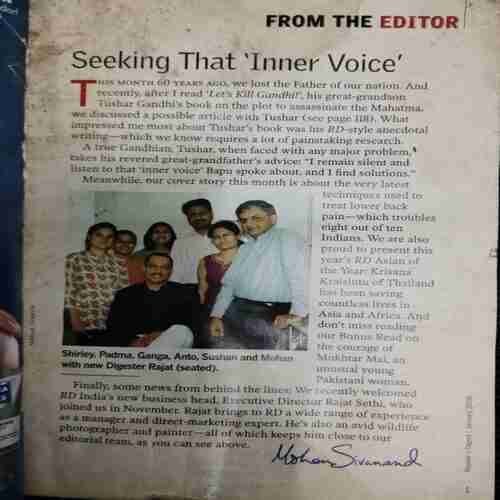 FROM THE EDITOR
Seeking That 'Inner Voice'
THIS MONTH 60 YEARS AGO, we lost the Father of our nation. And
recently, after I read 'Let's Kill Gandhi!', his great-grandson
Tushar Gandhi's book on the plot to assassinate the Mahatma,
we discussed a possible article with Tushar (see page 118). What
impressed me most about Tushar's book was his RD-style anecdotal
writing—which we know requires a lot of painstaking research.
A true Gandhian, Tushar, when faced with any major problem,
takes his revered great-grandfather's advice: "I remain silent and
listen to that 'inner voice' Bapu spoke about, and I find solutions."
Meanwhile, our cover story this month is about the very latest
techniques used to
treat lower back
pain—which troubles
eight out of ten
Indians. We are also
proud to present this
year's RD Asian of
the Year: Krisana
Kraisintu of Thailand
has been saving
countless lives in
Asia and Africa. And
don't miss reading
our Bonus Read on
the courage of
Mukhtar Mai, an
unusual young
Pakistani woman.
Shirley, Padma, Ganga, Anto, Sushan and Mohan
with new Digester Rajat (seated).
Finally, some news from behind the lines: We recently welcomed
RD India's new business head, Executive Director Rajat Sethi, who
joined us in November. Rajat brings to RD a wide range of experience
as a manager and direct-marketing expert. He's also an avid wildlife
photographer and painter—all of which keeps him close to our
editorial team, as you can see above.
Mohan Sivanand
Reader's Digest | January 2008